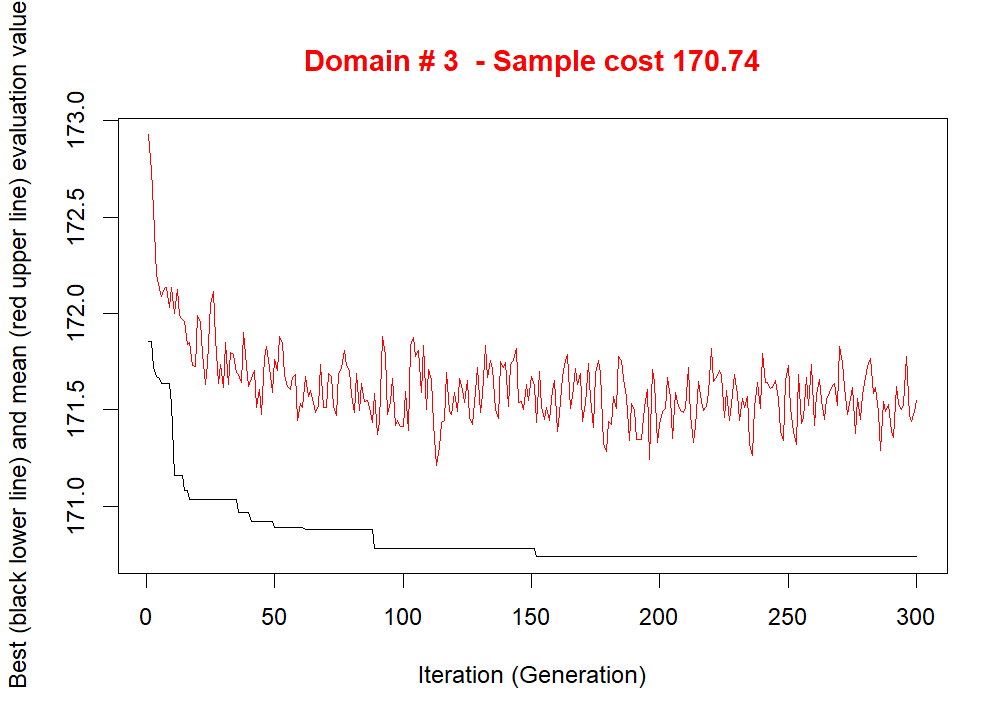 Domain # 3  - Sample cost 170.74
Best (black lower line) and mean (red upper line) evaluation value
173.0
172.5
172.0
171.5
171.0
0 50 100 150 200 250 300
Iteration (Generation)